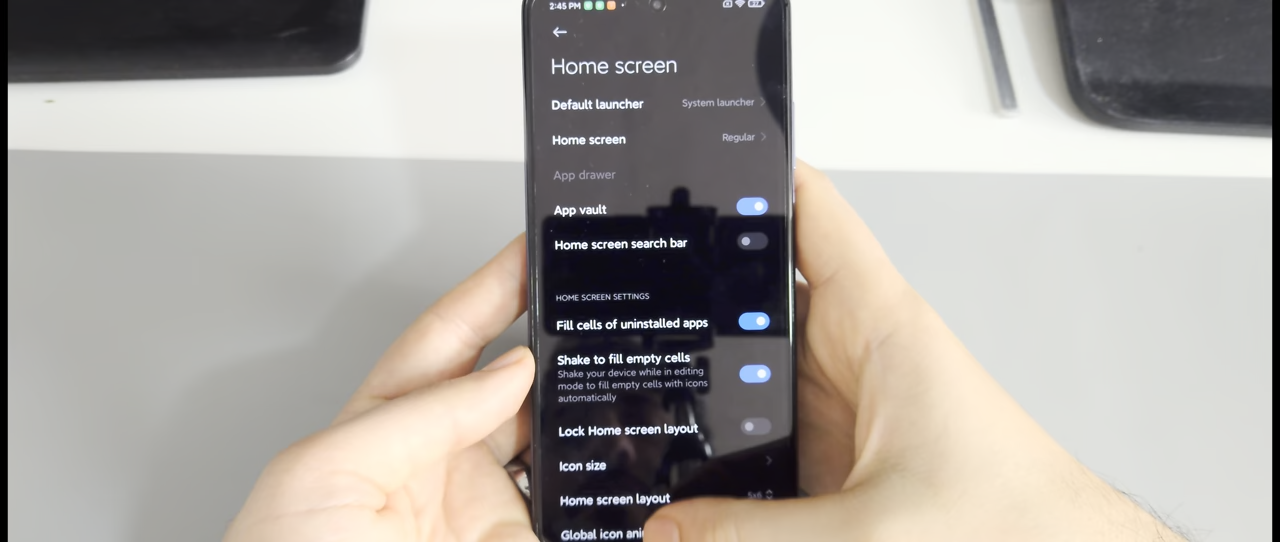 2:45 PM
Home screen
Default launcher System launcher
Home screen Regular
App drawer
App vault
Home screen search bar
HOME SCREEN SETTINGS
Fill cells of uninstalled apps
Shake to fill empty cells
Shake your device while in editing
mode to fill empty cells with icons
automatically
Lock Home screen layout
Icon size
Home screen layout 5x6
Global icon